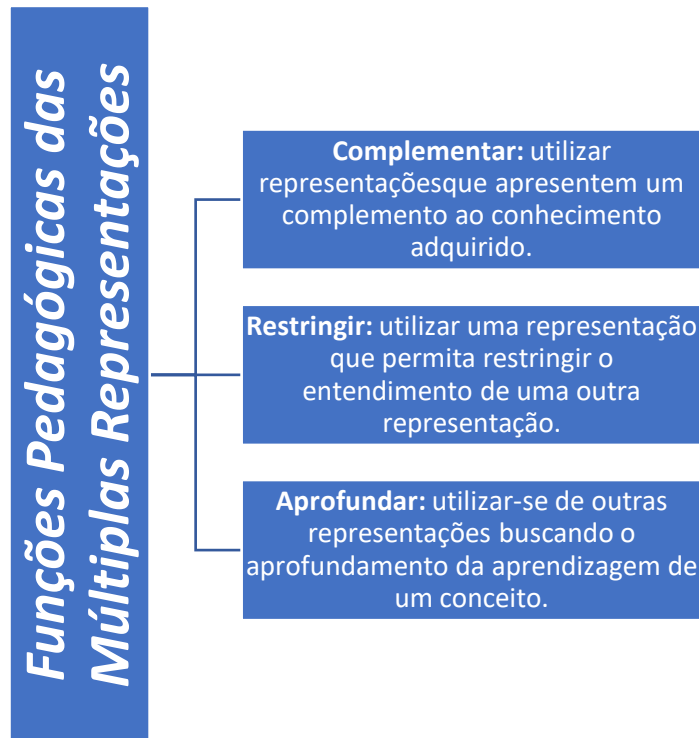 Funções Pedagógicas das
Múltiplas Representações
Complementar: utilizar
representaçõesque apresentem um
complemento ao conhecimento
adquirido.
Restringir: utilizar uma representação
que permita restringir o
entendimento de uma outra
representação.
Aprofundar: utilizar-se de outras
representações buscando o
aprofundamento da aprendizagem de
um conceito.